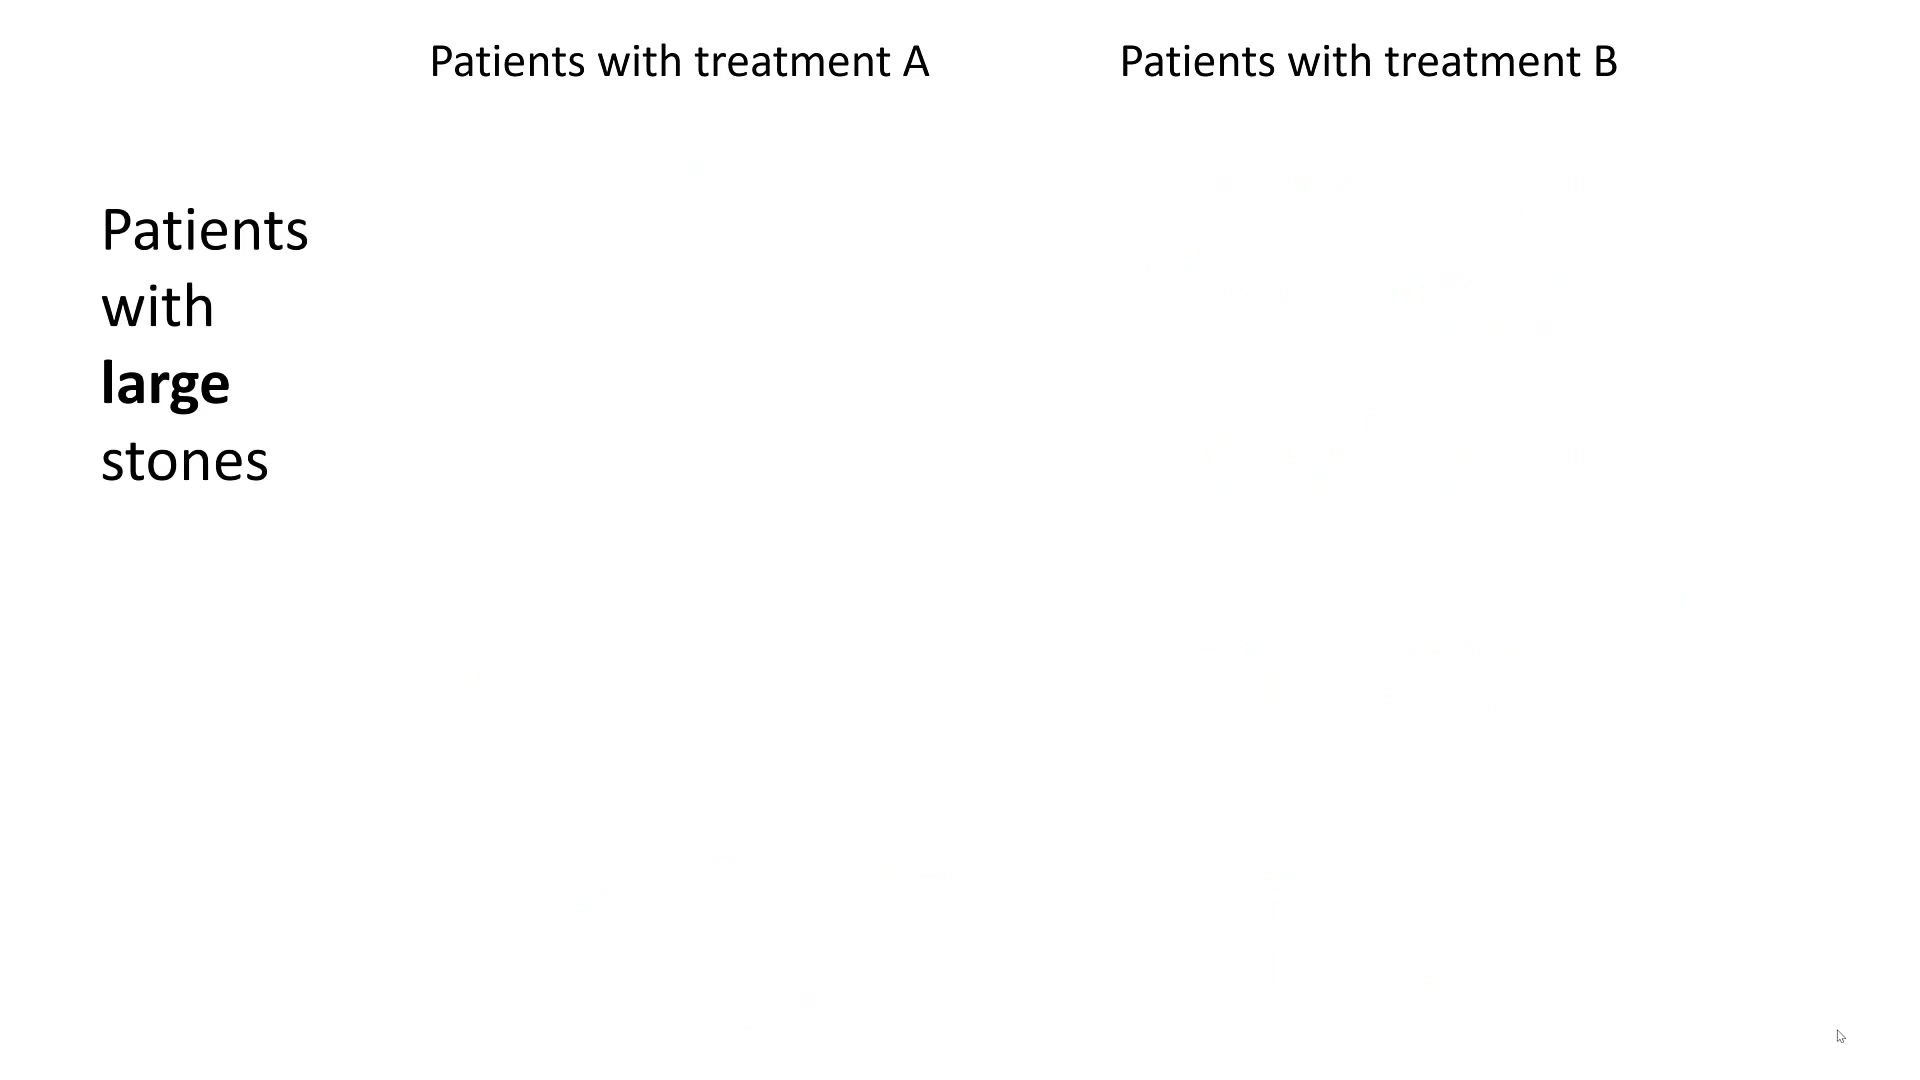 Patients with treatment A
Patients with treatment B
Patients
with
large
stones